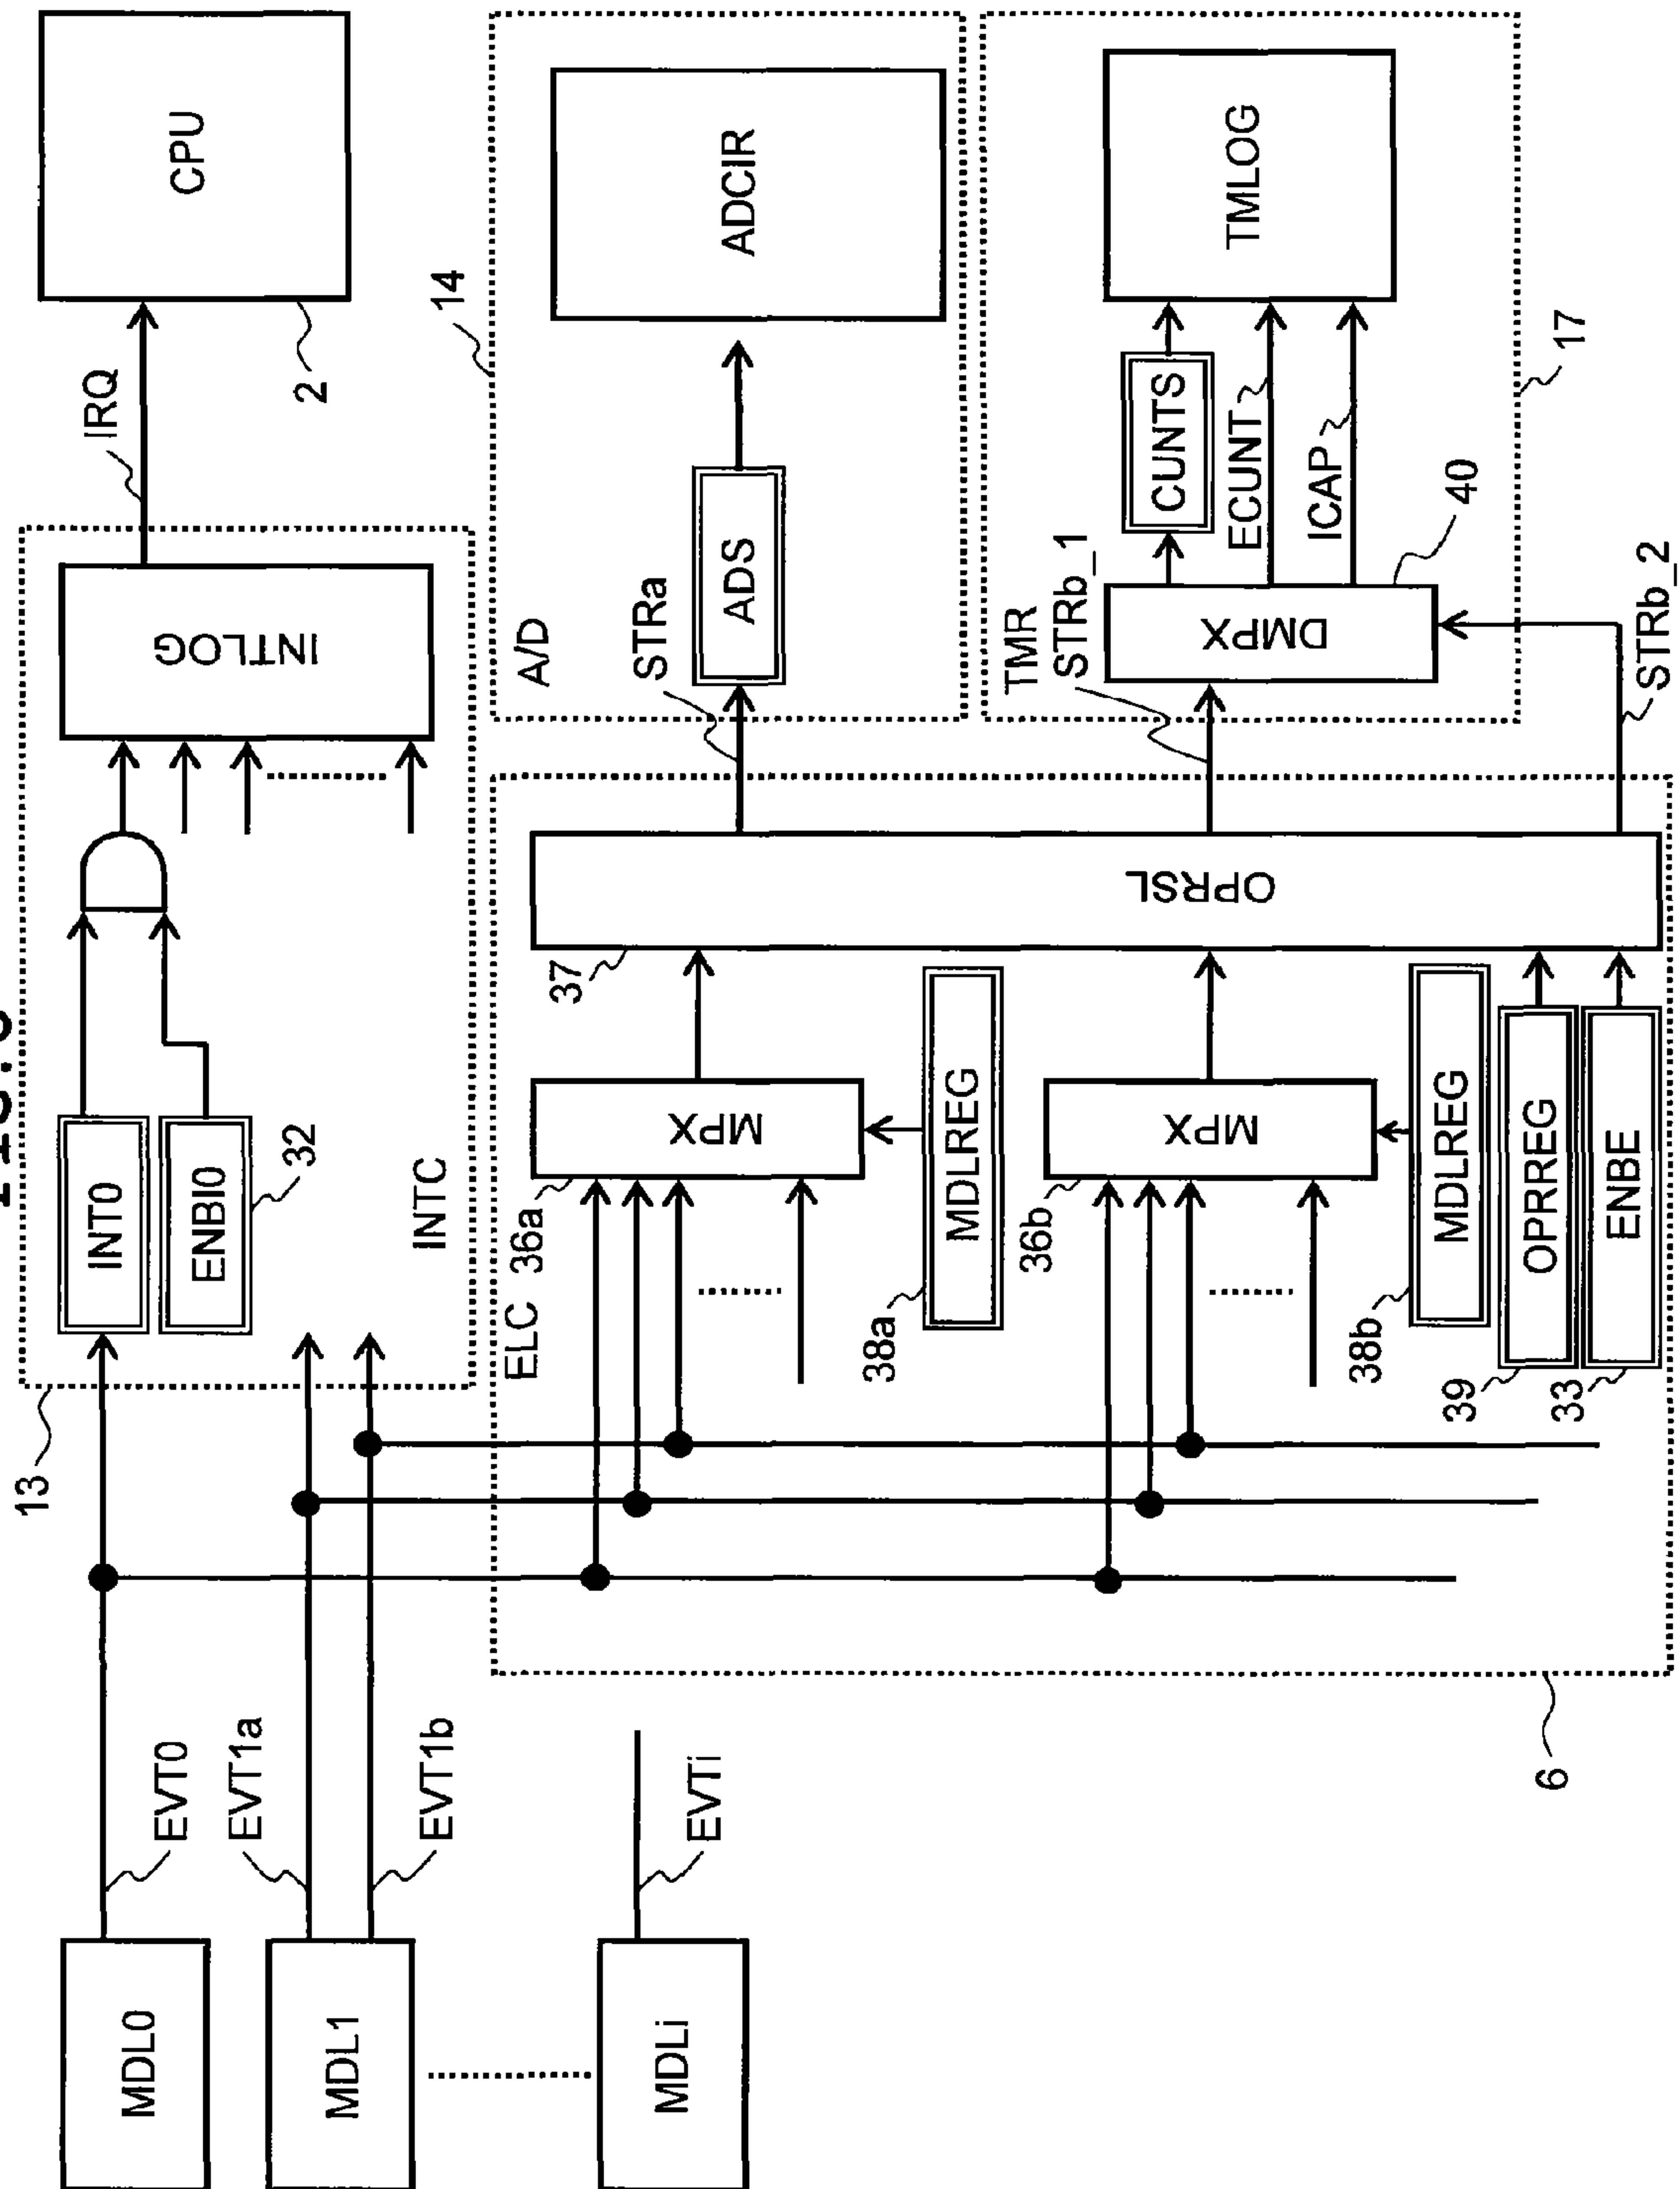 MDL0
MDL1
MDLi
EVT0
EVT1a
EVT1b
EVTi
13
INT0
ENBI0
32
INTC
INTLOG
IRQ
CPU
2
ELC
36a
MPX
38a
MDLREG
36b
MPX
38b
MDLREG
39
OPRREG
33
ENBE
37
OPRSL
6
A/D
14
STRa
ADS
ADCIR
TMR
STRb_1
DMPX
40
STRb_2
CUNTS
ECUNT
ICAP
TMLOG
17